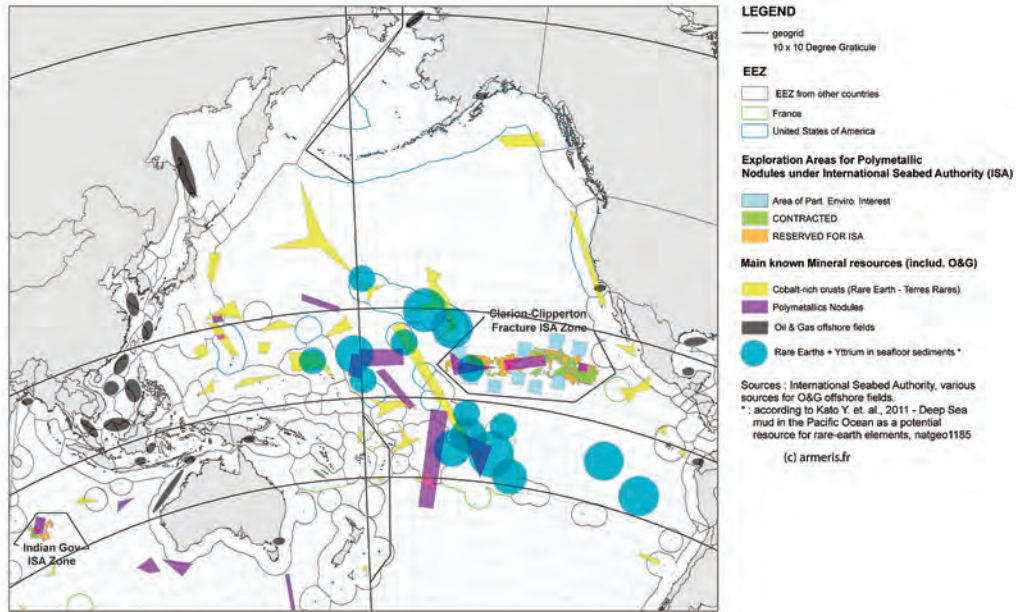 Clarion-Clipperton
Fracture ISA Zone
Indian Gov
ISA Zone
LEGEND
geogrid
10 x 10 Degree Graticule
EEZ
EEZ from other countries
France
United States of America
Exploration Areas for Polymetallic
Nodules under International Seabed Authority (ISA)
Area of Part. Enviro. Interest
CONTRACTED
RESERVED FOR ISA
Main known Mineral resources (includ. O&G)
Cobalt-rich crusts (Rare Earth - Terres Rares)
Polymetallics Nodules
Oil & Gas offshore fields
Rare Earths + Yttrium in seafloor sediments *
Sources : International Seabed Authority, various
sources for O&G offshore fields.
* : according to Kato Y. et. al., 2011 - Deep Sea
mud in the Pacific Ocean as a potential
resource for rare-earth elements, natgeo1185
(c) armeris.fr